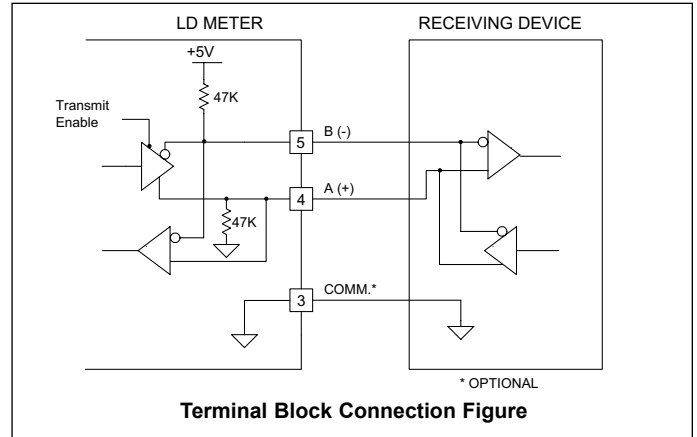 LD METER
RECEIVING DEVICE
+5V
47K
Transmit
Enable
5
B (-)
4
A (+)
47K
3
COMM.*
* OPTIONAL
Terminal Block Connection Figure